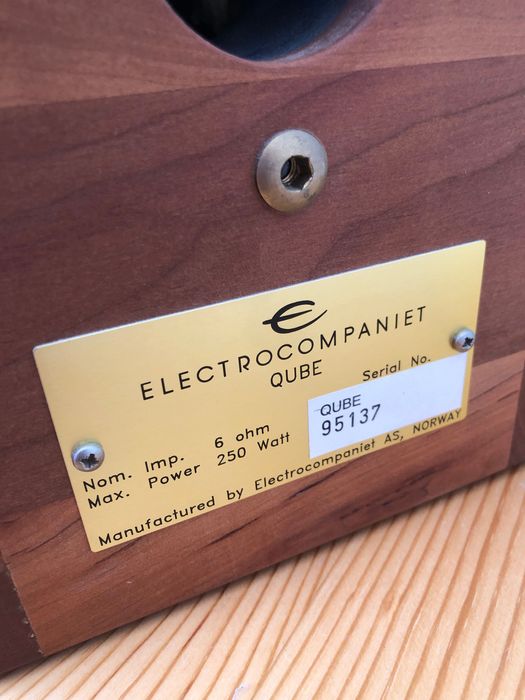 ELECTROCOMPANIET
QUBE
Serial No.
QUBE
95137
Nom. Imp. 6 ohm
Max. Power 250 Watt
Manufactured by Electrocompaniet AS, NORWAY